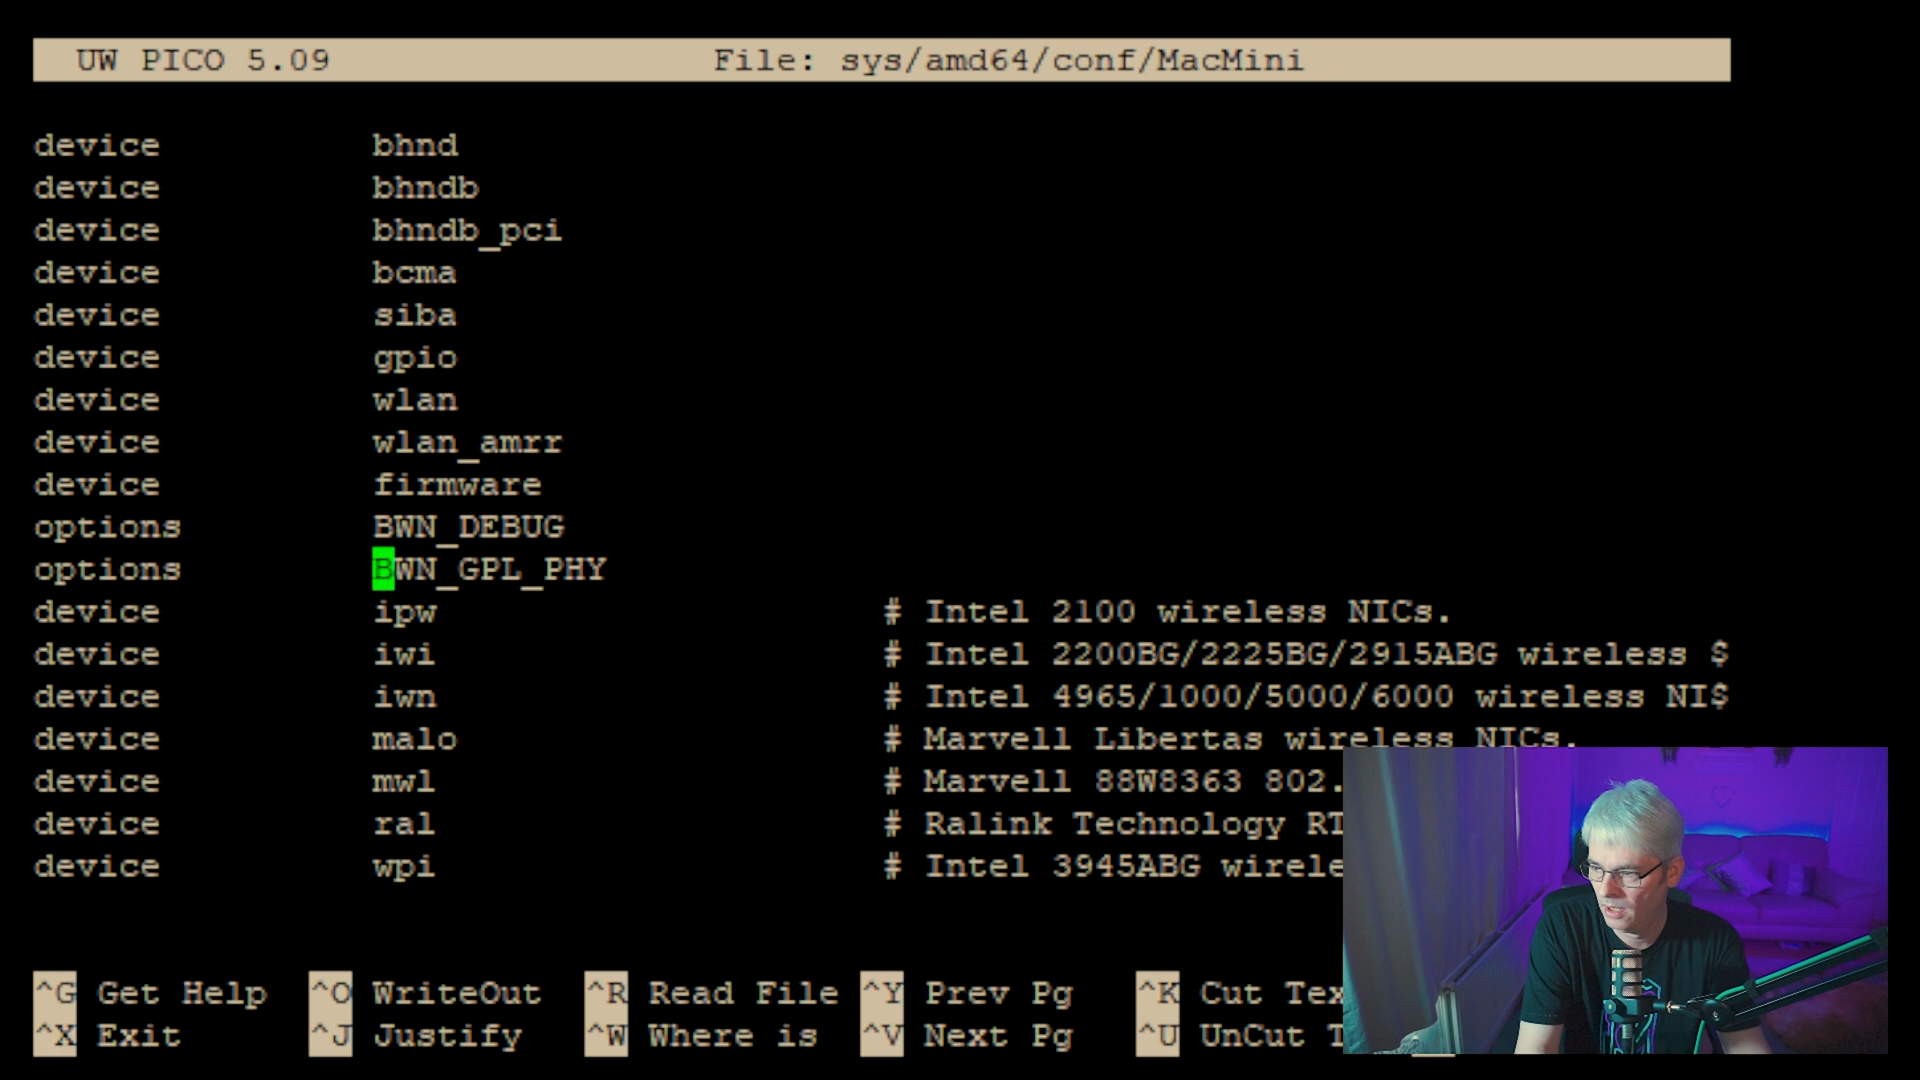 UW PICO 5.09 File: sys/amd64/conf/MacMini
device bhnd
device bhndb
device bhndb_pci
device bcma
device siba
device gpio
device wlan
device wlan_amrr
device firmware
options BWN_DEBUG
options BWN_GPL_PHY
device ipw # Intel 2100 wireless NICs.
device iwi # Intel 2200BG/2225BG/2915ABG wireless $
device iwn # Intel 4965/1000/5000/6000 wireless NI$
device malo # Marvell Libertas wireless NICs.
device mwl # Marvell 88W8363 802.
device ral # Ralink Technology RT
device wpi # Intel 3945ABG wirele
^G Get Help ^O WriteOut ^R Read File ^Y Prev Pg ^K Cut Tex
^X Exit ^J Justify ^W Where is ^V Next Pg ^U UnCut T